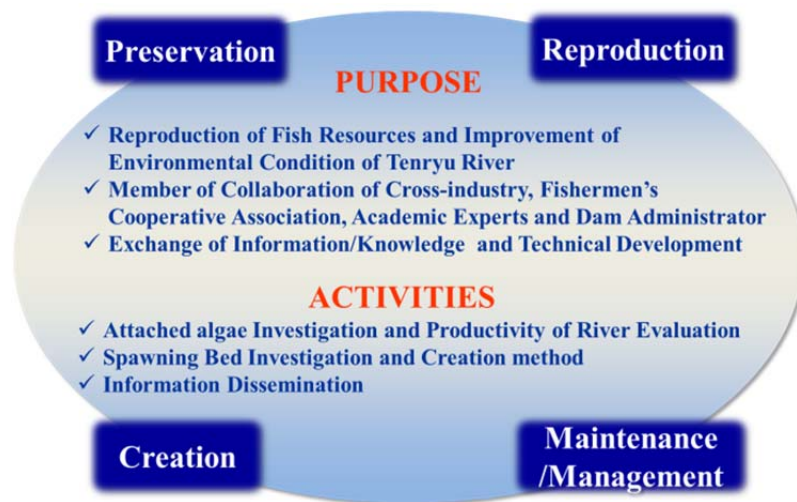 Preservation
Reproduction
PURPOSE
✓ Reproduction of Fish Resources and Improvement of
Environmental Condition of Tenryu River
✓ Member of Collaboration of Cross-industry, Fishermen's
Cooperative Association, Academic Experts and Dam Administrator
✓ Exchange of Information/Knowledge and Technical Development
ACTIVITIES
✓ Attached algae Investigation and Productivity of River Evaluation
✓ Spawning Bed Investigation and Creation method
✓ Information Dissemination
Creation
Maintenance
/Management